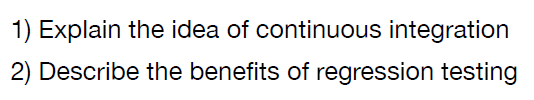 1) Explain the idea of continuous integration
2) Describe the benefits of regression testing